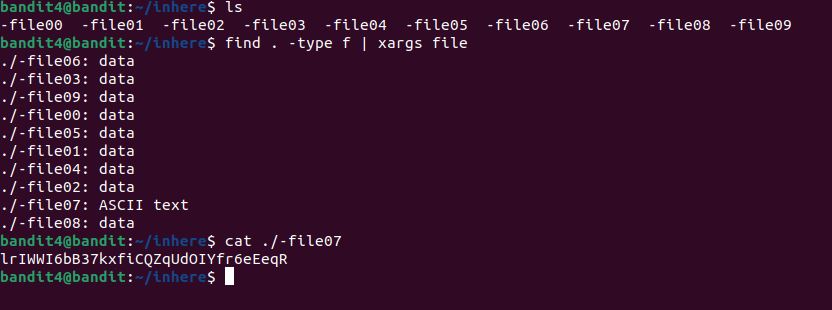 bandit4@bandit:~/inhere$ ls
-file00  -file01  -file02  -file03  -file04  -file05  -file06  -file07  -file08  -file09
bandit4@bandit:~/inhere$ find . -type f | xargs file
./-file06: data
./-file03: data
./-file09: data
./-file00: data
./-file05: data
./-file01: data
./-file04: data
./-file02: data
./-file07: ASCII text
./-file08: data
bandit4@bandit:~/inhere$ cat ./-file07
lrIWWI6bB37kxfiCQZqUdOIYfr6eEeqR
bandit4@bandit:~/inhere$